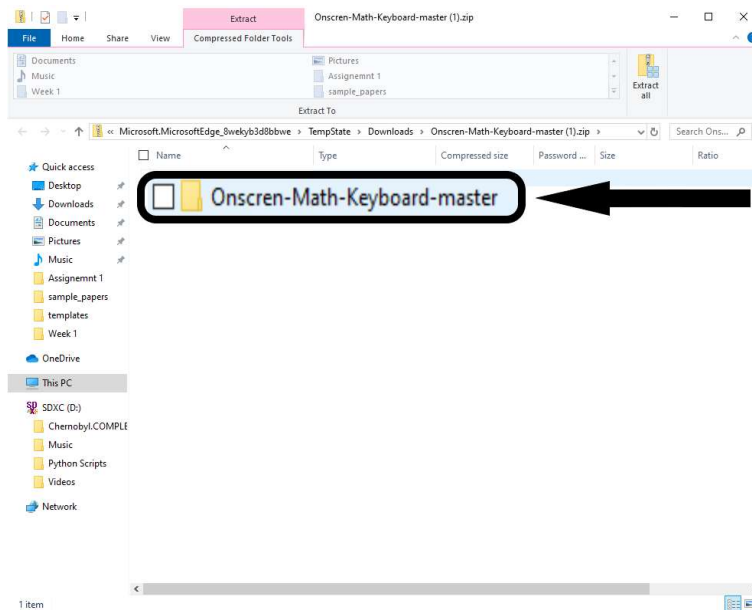 Extract
Onscren-Math-Keyboard-master (1).zip
File Home Share View Compressed Folder Tools
Documents Pictures
Music Assignemnt 1
Week 1 sample_papers
Extract all
Extract To
« Microsoft.MicrosoftEdge_8wekyb3d8bbwe › TempState › Downloads › Onscren-Math-Keyboard-master (1).zip ›
Search Ons...
Name Type Compressed size Password ... Size Ratio
Quick access
Desktop
Downloads
Documents
Pictures
Music
Assignemnt 1
sample_papers
templates
Week 1
OneDrive
This PC
SDXC (D:)
Chernobyl.COMPLE
Music
Python Scripts
Videos
Network
Onscren-Math-Keyboard-master
1 item